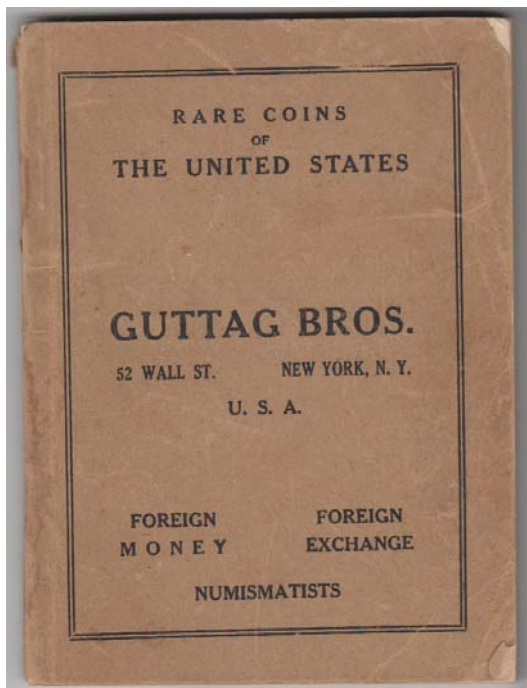 RARE COINS
OF
THE UNITED STATES
GUTTAG BROS.
52 WALL ST. NEW YORK, N. Y.
U. S. A.
FOREIGN FOREIGN
MONEY EXCHANGE
NUMISMATISTS